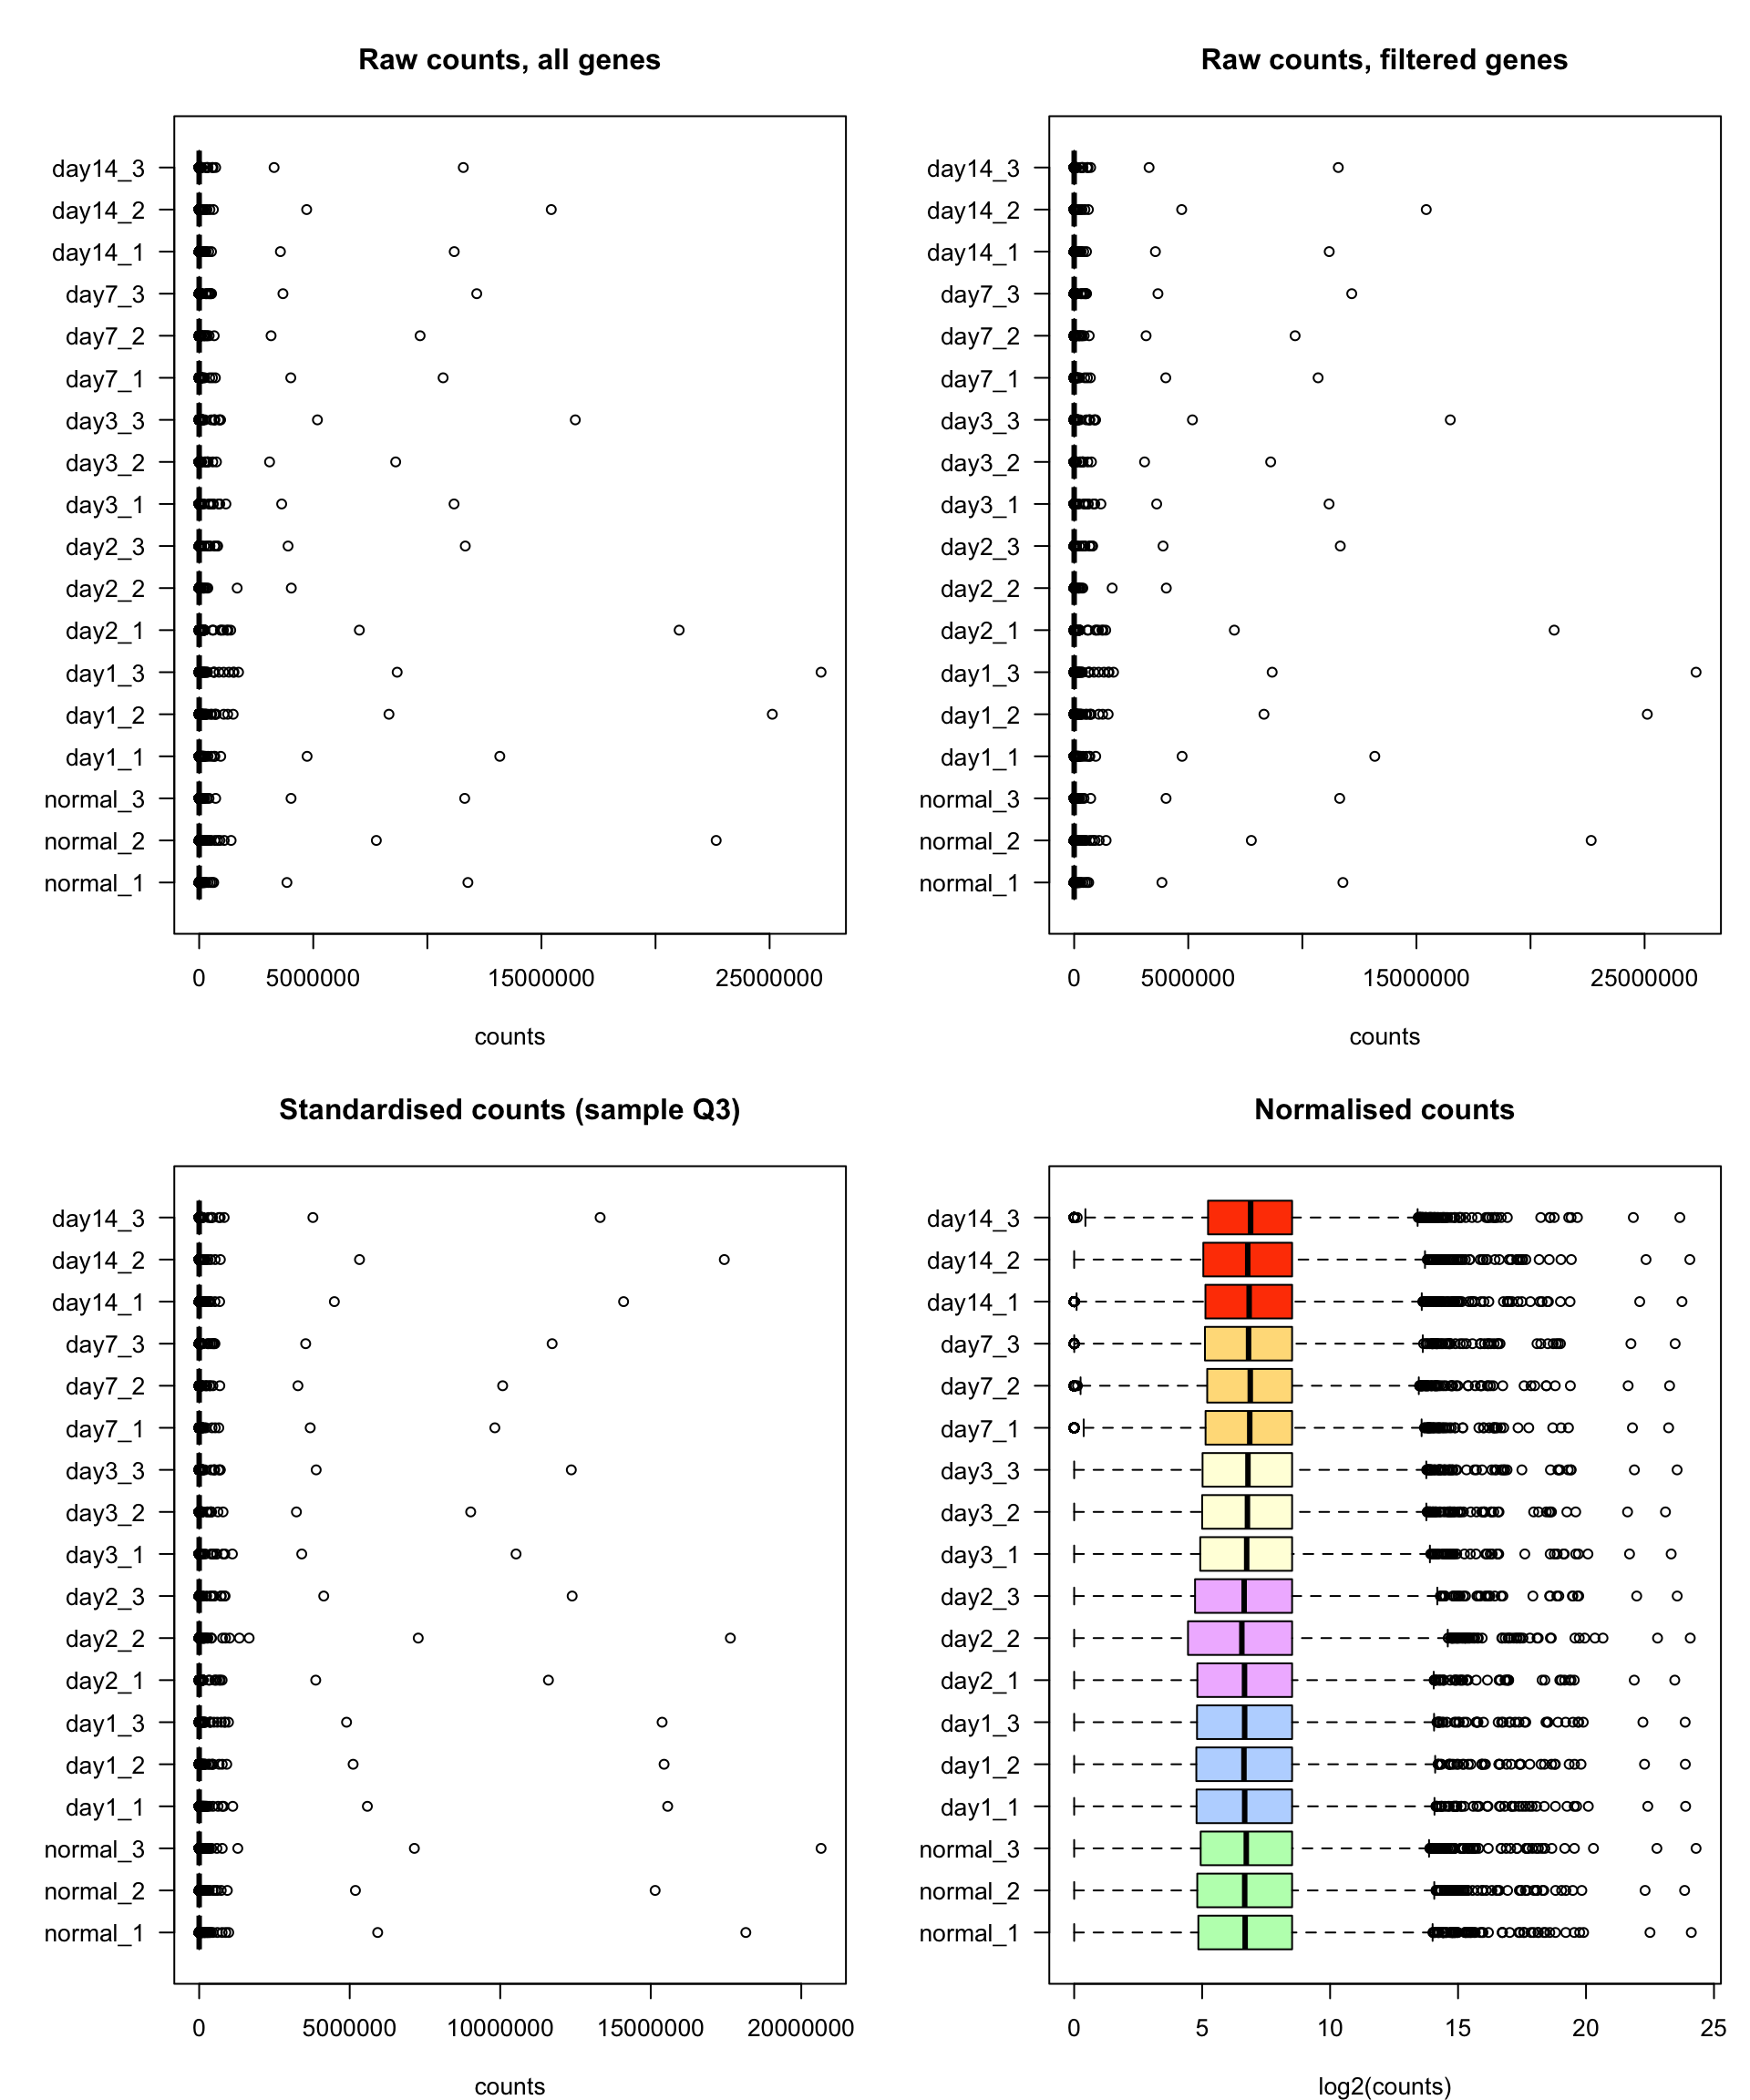 Raw counts, all genes
day14_3
day14_2
day14_1
day7_3
day7_2
day7_1
day3_3
day3_2
day3_1
day2_3
day2_2
day2_1
day1_3
day1_2
day1_1
normal_3
normal_2
normal_1
0 5000000 15000000 25000000
counts
Raw counts, filtered genes
day14_3
day14_2
day14_1
day7_3
day7_2
day7_1
day3_3
day3_2
day3_1
day2_3
day2_2
day2_1
day1_3
day1_2
day1_1
normal_3
normal_2
normal_1
0 5000000 15000000 25000000
counts
Standardised counts (sample Q3)
day14_3
day14_2
day14_1
day7_3
day7_2
day7_1
day3_3
day3_2
day3_1
day2_3
day2_2
day2_1
day1_3
day1_2
day1_1
normal_3
normal_2
normal_1
0 5000000 10000000 15000000 20000000
counts
Normalised counts
day14_3
day14_2
day14_1
day7_3
day7_2
day7_1
day3_3
day3_2
day3_1
day2_3
day2_2
day2_1
day1_3
day1_2
day1_1
normal_3
normal_2
normal_1
0 5 10 15 20 25
log2(counts)